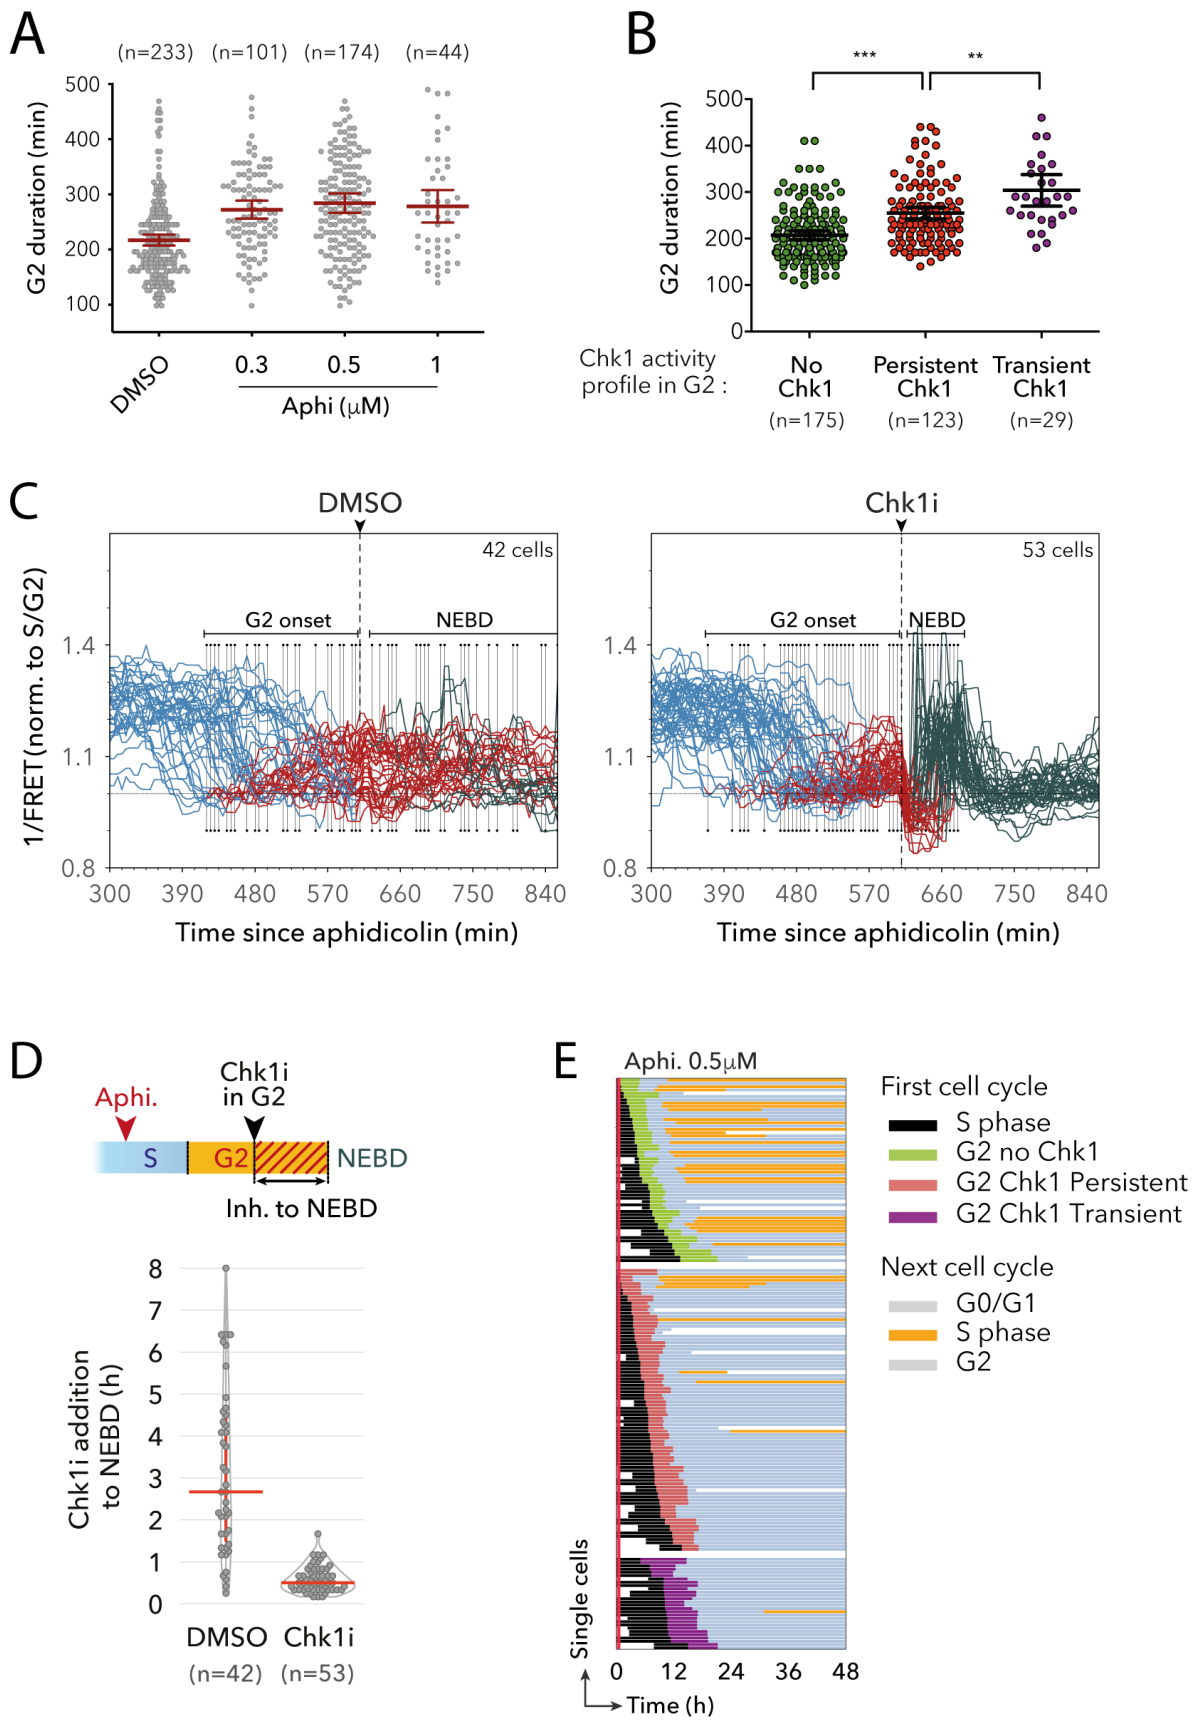 A
(n=233)
(n=101)
(n=174)
(n=44)
G2 duration (min)
500
400
300
200
100
DMSO
0.3
0.5
1
Aphi (μM)
B
***
**
G2 duration (min)
500
400
300
200
100
0
Chk1 activity
profile in G2 :
No
Chk1
(n=175)
Persistent
Chk1
(n=123)
Transient
Chk1
(n=29)
C
DMSO
42 cells
G2 onset
NEBD
1/FRET(norm. to S/G2)
1.4
1.1
0.8
300 390 480 570 660 750 840
Time since aphidicolin (min)
Chk1i
53 cells
G2 onset
NEBD
1.4
1.1
0.8
300 390 480 570 660 750 840
Time since aphidicolin (min)
D
Chk1i
in G2
Aphi.
S
G2
NEBD
Inh. to NEBD
Chk1i addition
to NEBD (h)
8
7
6
5
4
3
2
1
0
DMSO
(n=42)
Chk1i
(n=53)
E
Aphi. 0.5μM
Single cells
0 12 24 36 48
Time (h)
First cell cycle
S phase
G2 no Chk1
G2 Chk1 Persistent
G2 Chk1 Transient
Next cell cycle
G0/G1
S phase
G2